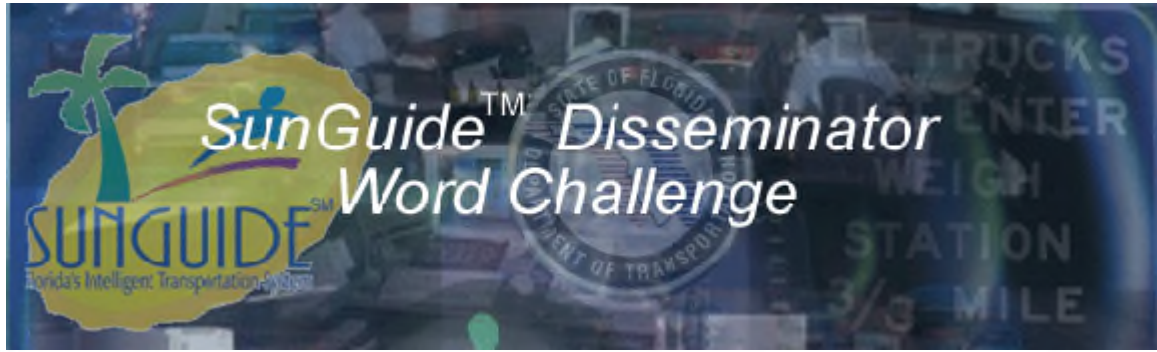 SunGuide™ Disseminator
Word Challenge
SUNGUIDE℠
Florida's Intelligent Transportation System
STATE OF FLORIDA
DEPARTMENT OF TRANSPORTATION
ALL TRUCKS
ENTER
WEIGH
STATION
MILE